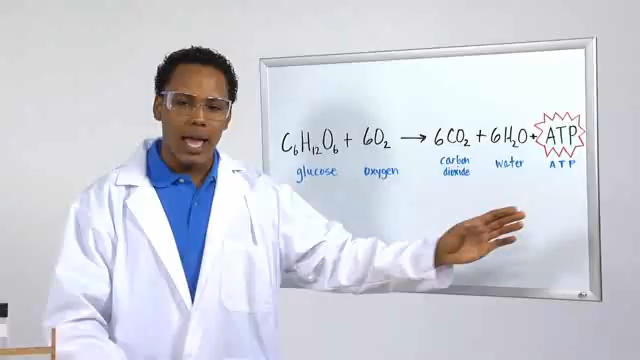 C₆H₁₂O₆ + 6O₂ → 6CO₂ + 6H₂O + ATP
glucose oxygen carbon dioxide water ATP